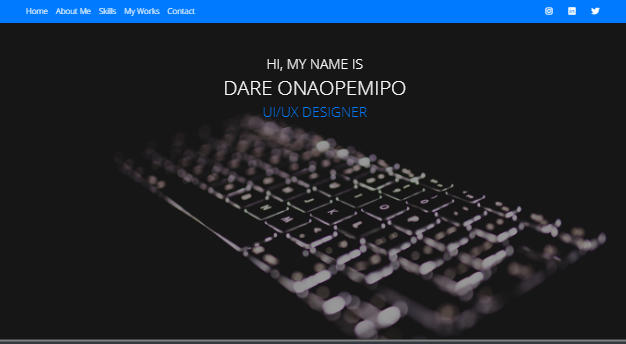 Home About Me Skills My Works Contact
HI, MY NAME IS
DARE ONAOPEMIPO
UI/UX DESIGNER